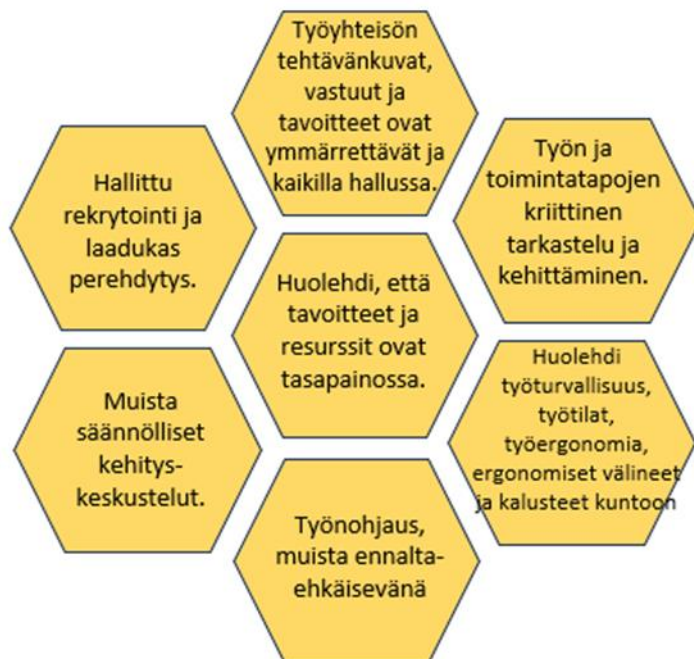 Työyhteisön
tehtävänkuvat,
vastuut ja
tavoitteet ovat
ymmärrettävät ja
kaikilla hallussa.
Hallittu
rekrytointi ja
laadukas
perehdytys.
Työn ja
toimintatapojen
kriittinen
tarkastelu ja
kehittäminen.
Huolehdi, että
tavoitteet ja
resurssit ovat
tasapainossa.
Muista
säännölliset
kehitys-
keskustelut.
Huolehdi
työturvallisuus,
työtilat,
työergonomia,
ergonomiset välineet
ja kalusteet kuntoon
Työnohjaus,
muista ennalta-
ehkäisevänä